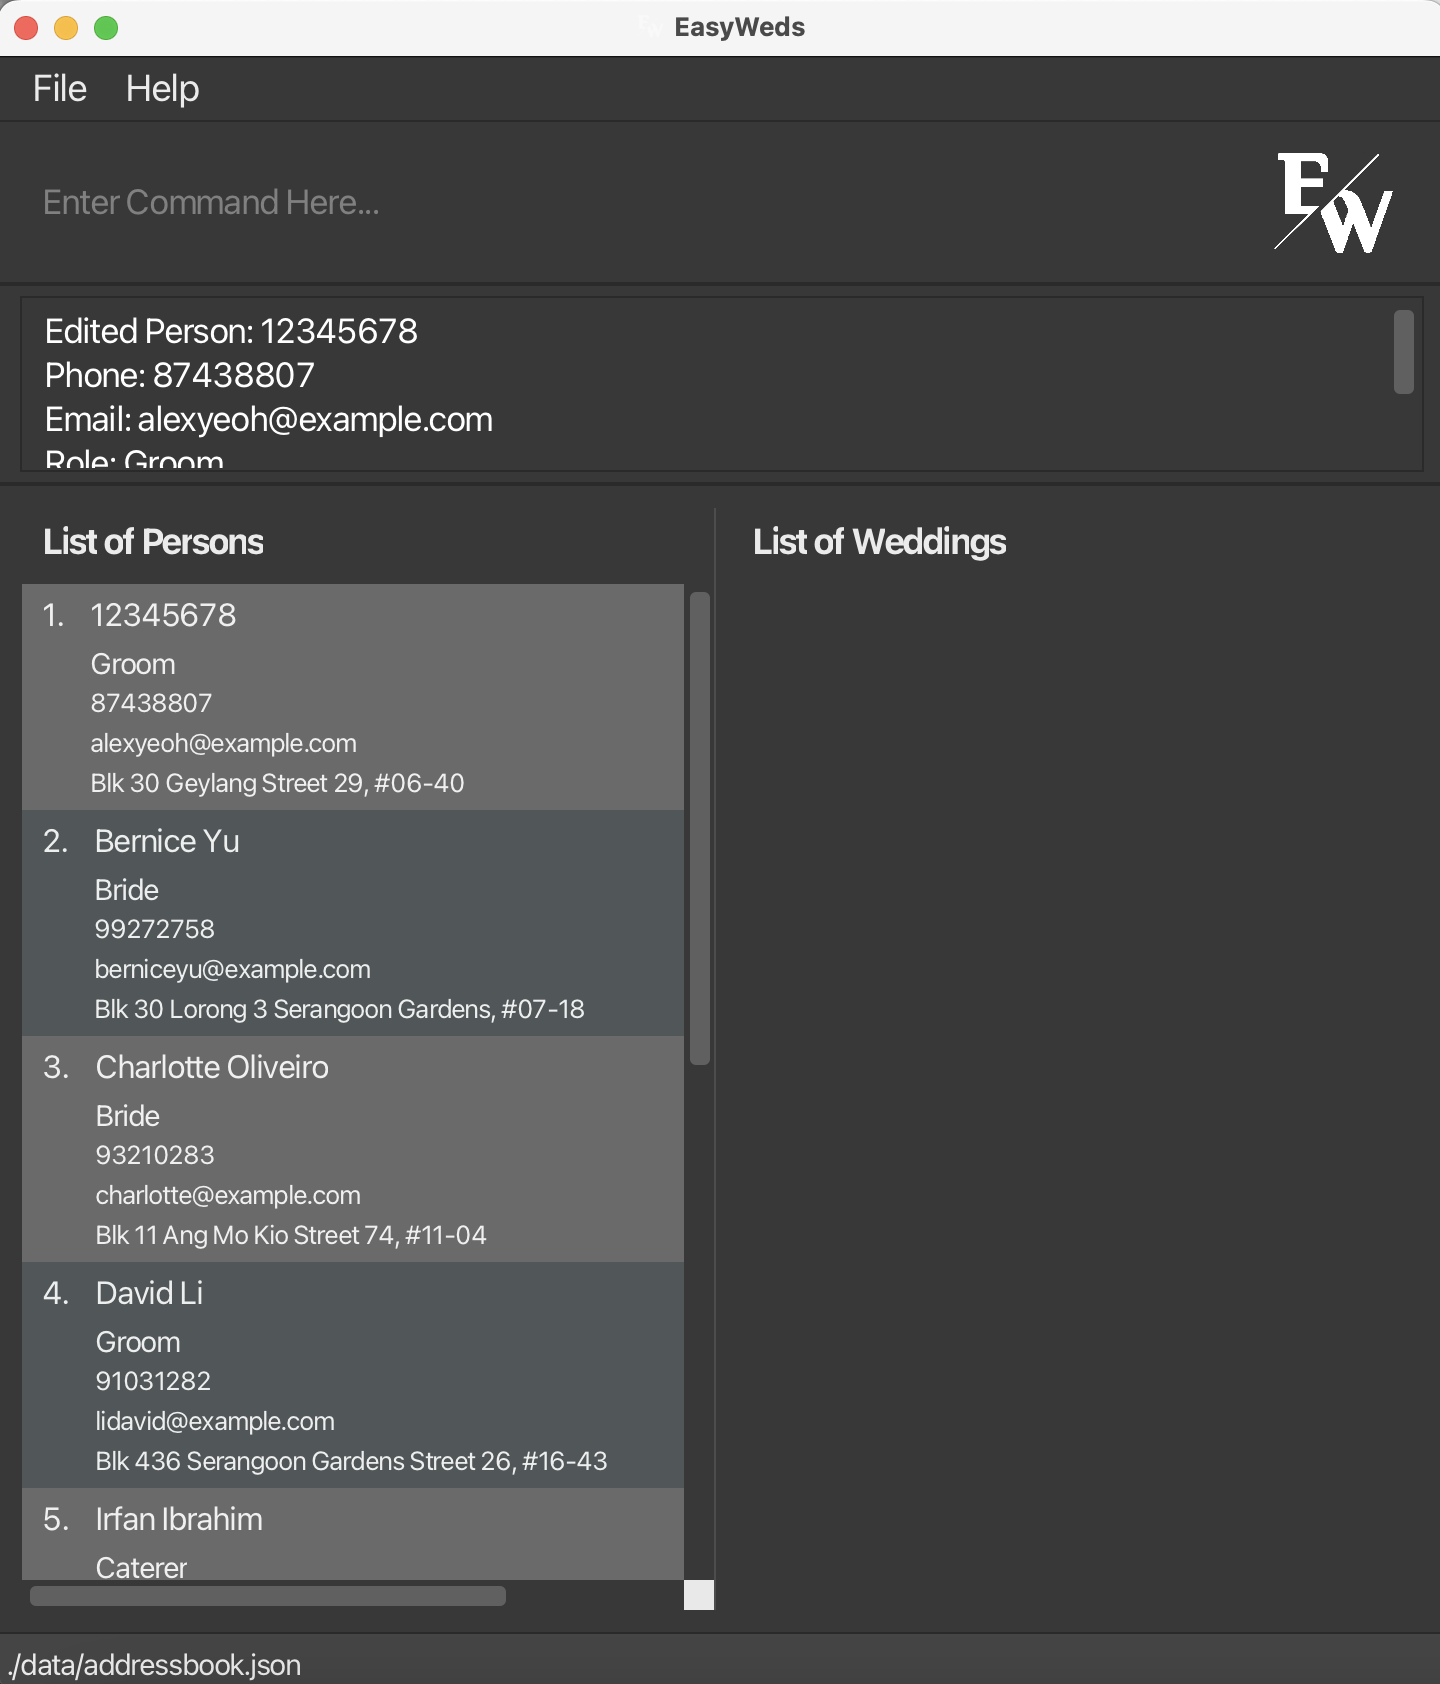 EasyWeds
File Help
Enter Command Here...
EW
Edited Person: 12345678
Phone: 87438807
Email: alexyeoh@example.com
Role: Groom
List of Persons
1. 12345678
Groom
87438807
alexyeoh@example.com
Blk 30 Geylang Street 29, #06-40
2. Bernice Yu
Bride
99272758
berniceyu@example.com
Blk 30 Lorong 3 Serangoon Gardens, #07-18
3. Charlotte Oliveiro
Bride
93210283
charlotte@example.com
Blk 11 Ang Mo Kio Street 74, #11-04
4. David Li
Groom
91031282
lidavid@example.com
Blk 436 Serangoon Gardens Street 26, #16-43
5. Irfan Ibrahim
Caterer
List of Weddings
./data/addressbook.json